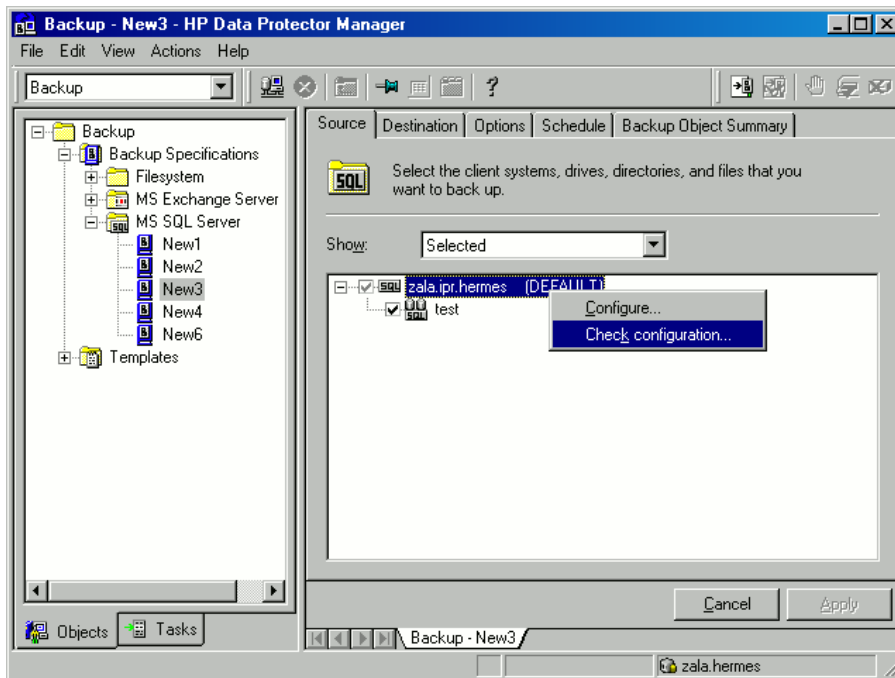 Backup - New3 - HP Data Protector Manager
File Edit View Actions Help
Backup
?
Backup
Backup Specifications
Filesystem
MS Exchange Server
MS SQL Server
New1
New2
New3
New4
New6
Templates
Objects Tasks
Source Destination Options Schedule Backup Object Summary
SQL
Select the client systems, drives, directories, and files that you
want to back up.
Show: Selected
SQL zala.ipr.hermes (DEFAULT)
SQL test
Configure...
Check configuration...
Cancel Apply
Backup - New3
zala.hermes